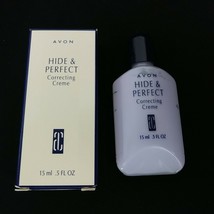 AVON
HIDE &
PERFECT
Correcting
Creme
15 ml .5 FL OZ
AVON
HIDE &
PERFECT
Correcting
Creme
15 ml .5 FL OZ